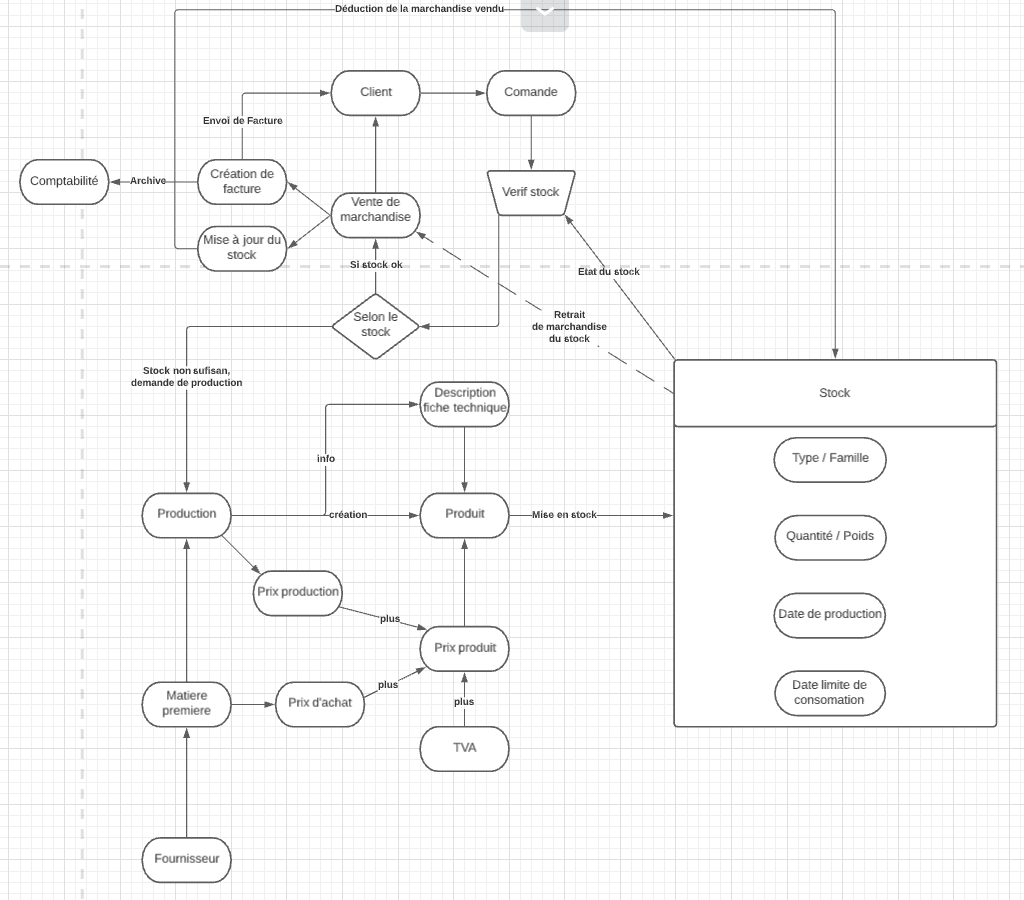 Déduction de la marchandise vendu
Client
Comande
Envoi de Facture
Comptabilité
Archive
Création de
facture
Verif stock
Vente de
marchandise
Mise à jour du
stock
Si stock ok
Etat du stock
Selon le
stock
Retrait
de marchandise
du stock
Stock non sufisan,
demande de production
Stock
Description
fiche technique
info
Type / Famille
Production
création
Produit
Mise en stock
Quantité / Poids
Prix production
plus
Date de production
Prix produit
Matiere
premiere
Prix d'achat
plus
plus
Date limite de
consomation
TVA
Fournisseur